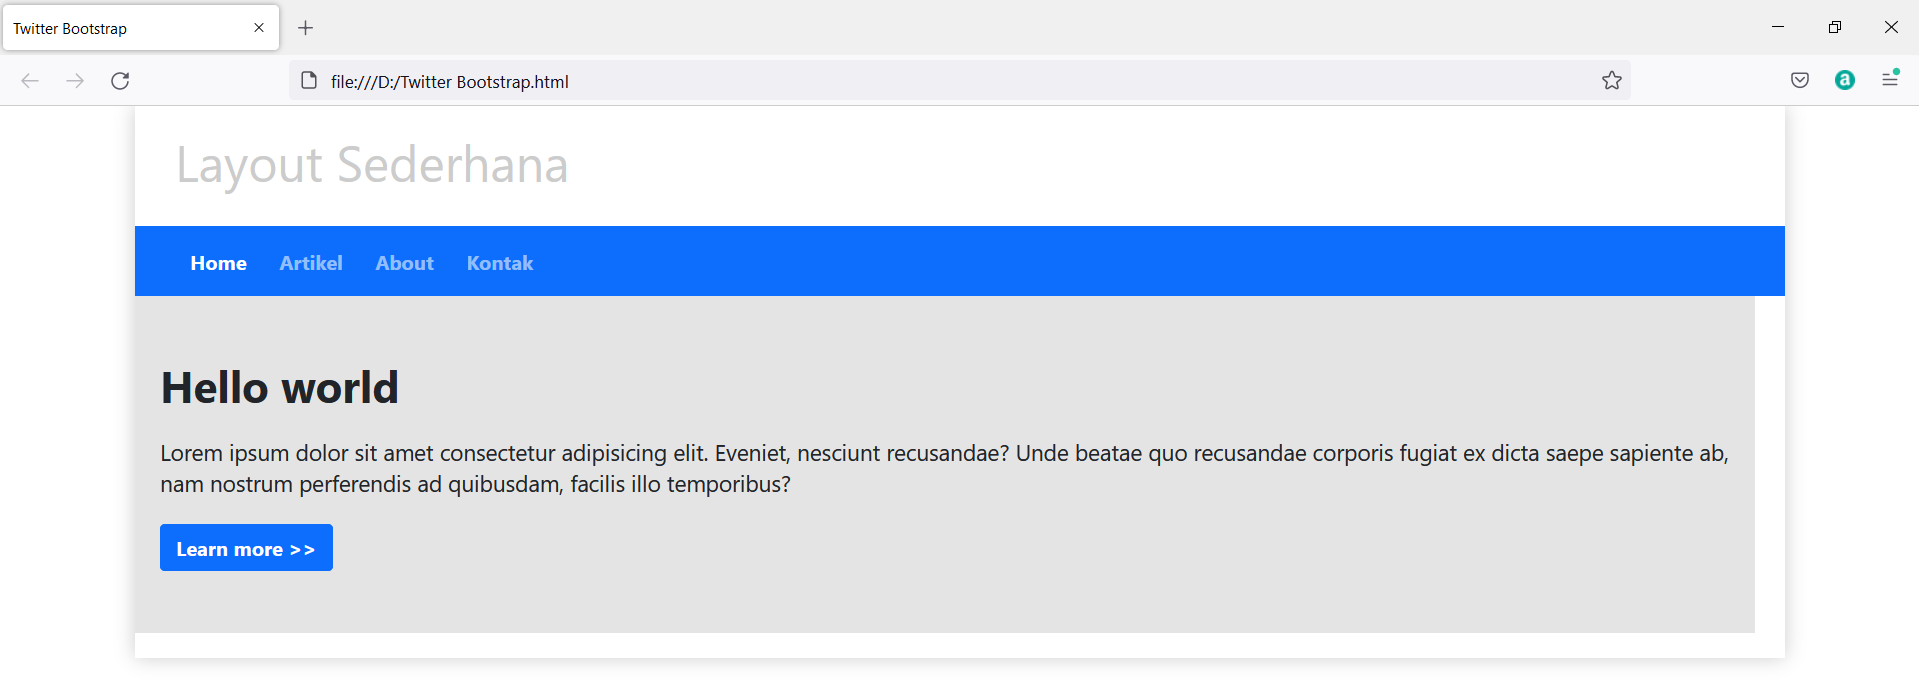 Twitter Bootstrap
file:///D:/Twitter Bootstrap.html
a
Layout Sederhana
Home Artikel About Kontak
Hello world
Lorem ipsum dolor sit amet consectetur adipisicing elit. Eveniet, nesciunt recusandae? Unde beatae quo recusandae corporis fugiat ex dicta saepe sapiente ab,
nam nostrum perferendis ad quibusdam, facilis illo temporibus?
Learn more >>